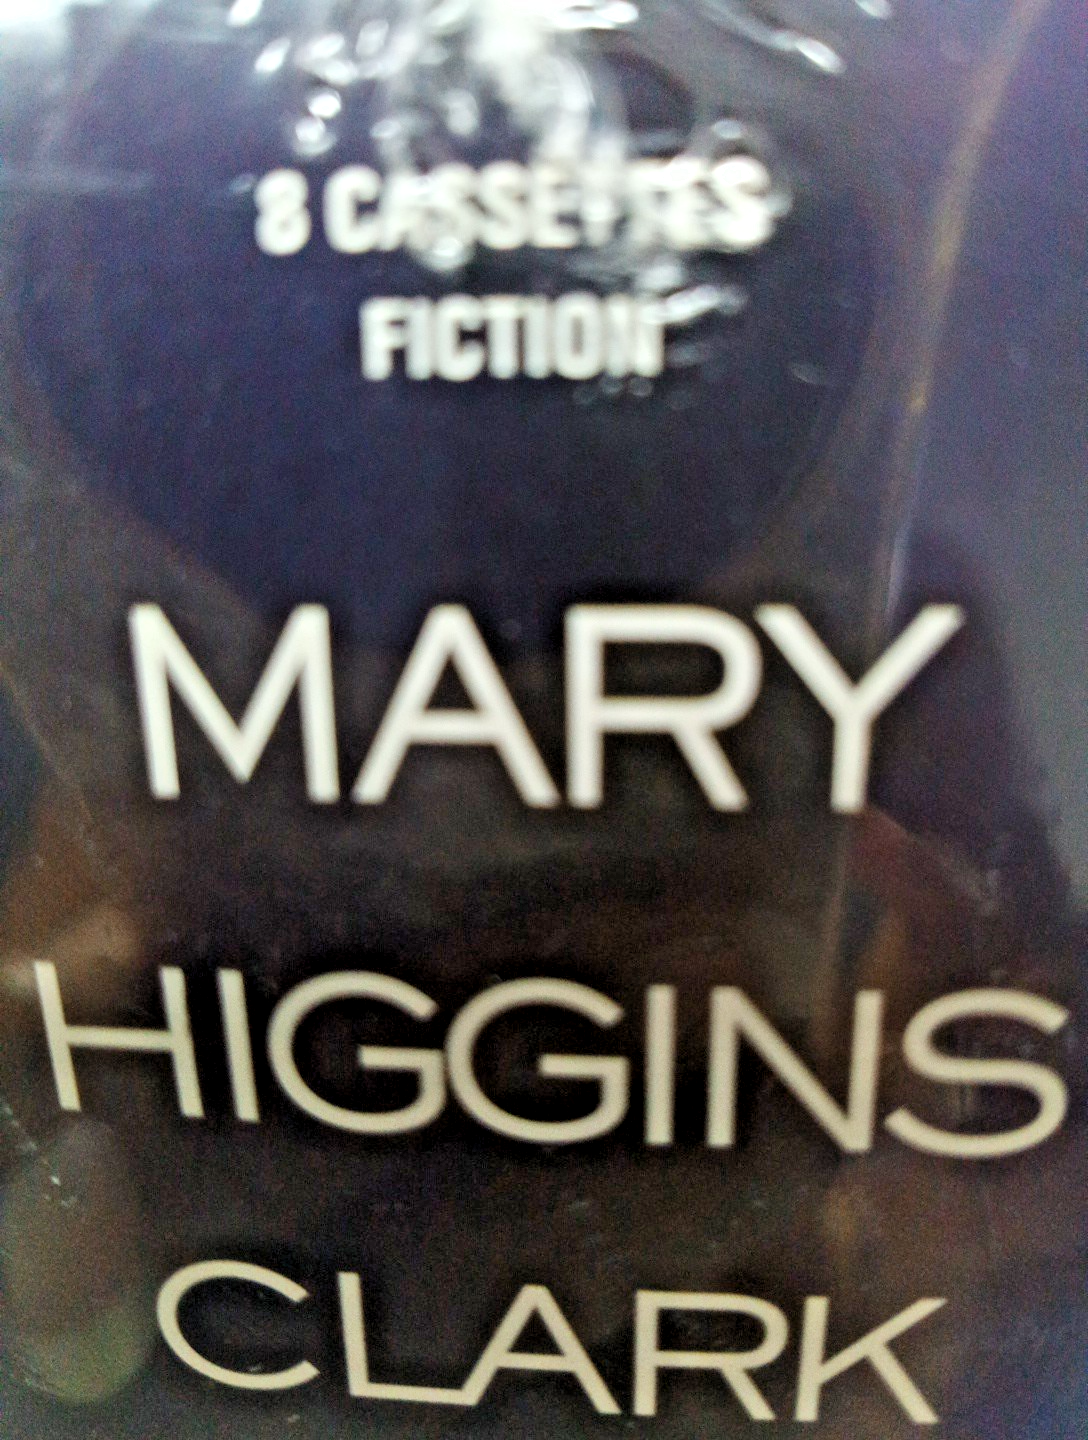 8 CASSETTES
FICTION
MARY
HIGGINS
CLARK